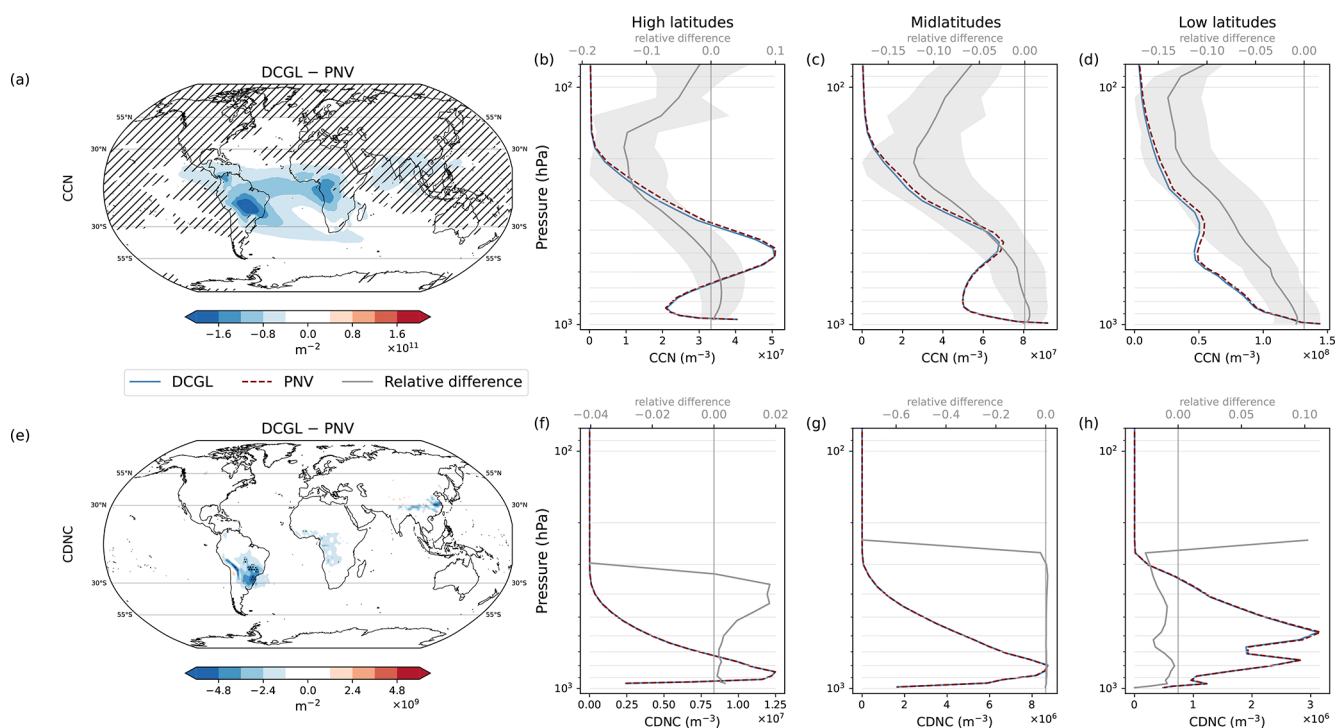 High latitudes
Midlatitudes
Low latitudes
relative difference
relative difference
relative difference
−0.2 −0.1 0.0 0.1
−0.15 −0.10 −0.05 0.00
−0.15 −0.10 −0.05 0.00
(a)
DCGL − PNV
(b)
(c)
(d)
CCN
55°N
55°N
30°N
30°N
30°S
30°S
55°S
55°S
Pressure (hPa)
10²
10³
10²
10³
10²
10³
−1.6 −0.8 0.0 0.8 1.6
m⁻² ×10¹¹
0 1 2 3 4 5 ×10⁷
CCN (m⁻³)
0 2 4 6 8 ×10⁷
CCN (m⁻³)
0.0 0.5 1.0 1.5
×10⁸
CCN (m⁻³)
DCGL PNV Relative difference
relative difference
relative difference
relative difference
−0.04 −0.02 0.00 0.02
−0.6 −0.4 −0.2 0.0
0.00 0.05 0.10
(e)
DCGL − PNV
(f)
(g)
(h)
CDNC
55°N
55°N
30°N
30°N
30°S
30°S
55°S
55°S
Pressure (hPa)
10²
10³
10²
10³
10²
10³
−4.8 −2.4 0.0 2.4 4.8
m⁻² ×10⁹
0.00 0.25 0.50 0.75 1.00 1.25
×10⁷
CDNC (m⁻³)
0 2 4 6 8
×10⁶
CDNC (m⁻³)
0 1 2 3 ×10⁶
CDNC (m⁻³)